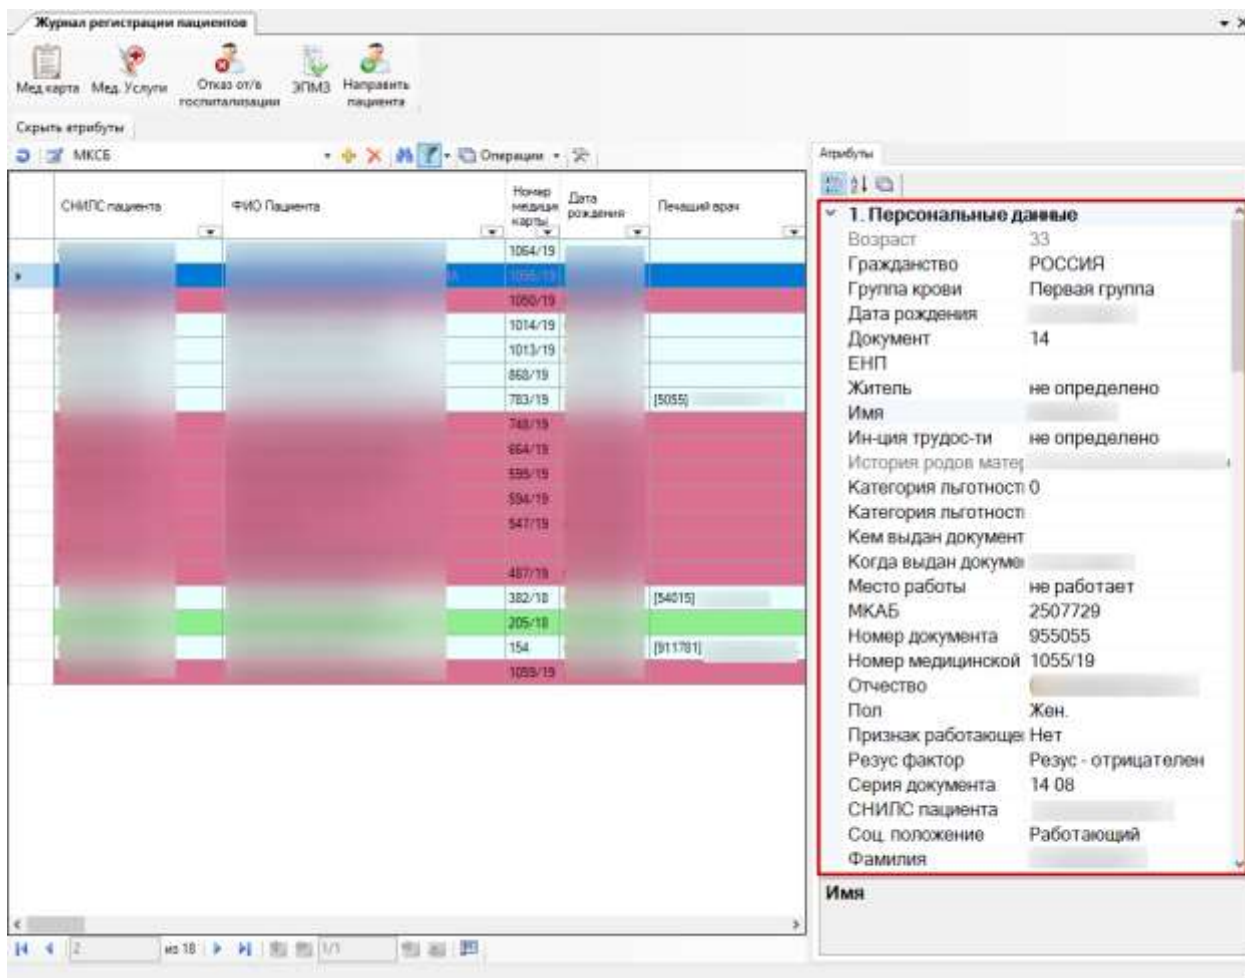 Журнал регистрации пациентов
Мед.карта Мед. Услуги Отказ от/в госпитализации ЭПМЗ Направить пациента
Скрыть атрибуты
МКСБ Операции
Атрибуты
СНИЛС пациента ФИО Пациента Номер медици карты Дата рождения Лечащий врач
1064/19
1055/19
1050/19
1014/19
1013/19
868/19
783/19 [5055]
748/19
664/19
595/19
594/19
547/19
487/19
382/18 [54015]
205/18
154 [911781]
1059/19
1. Персональные данные
Возраст 33
Гражданство РОССИЯ
Группа крови Первая группа
Дата рождения
Документ 14
ЕНП
Житель не определено
Имя
Ин-ция трудос-ти не определено
История родов матер
Категория льготност 0
Категория льготност
Кем выдан документ
Когда выдан докумен
Место работы не работает
МКАБ 2507729
Номер документа 955055
Номер медицинской 1055/19
Отчество
Пол Жен.
Признак работающе Нет
Резус фактор Резус - отрицателен
Серия документа 14 08
СНИЛС пациента
Соц. положение Работающий
Фамилия
Имя
2 из 18 1/1